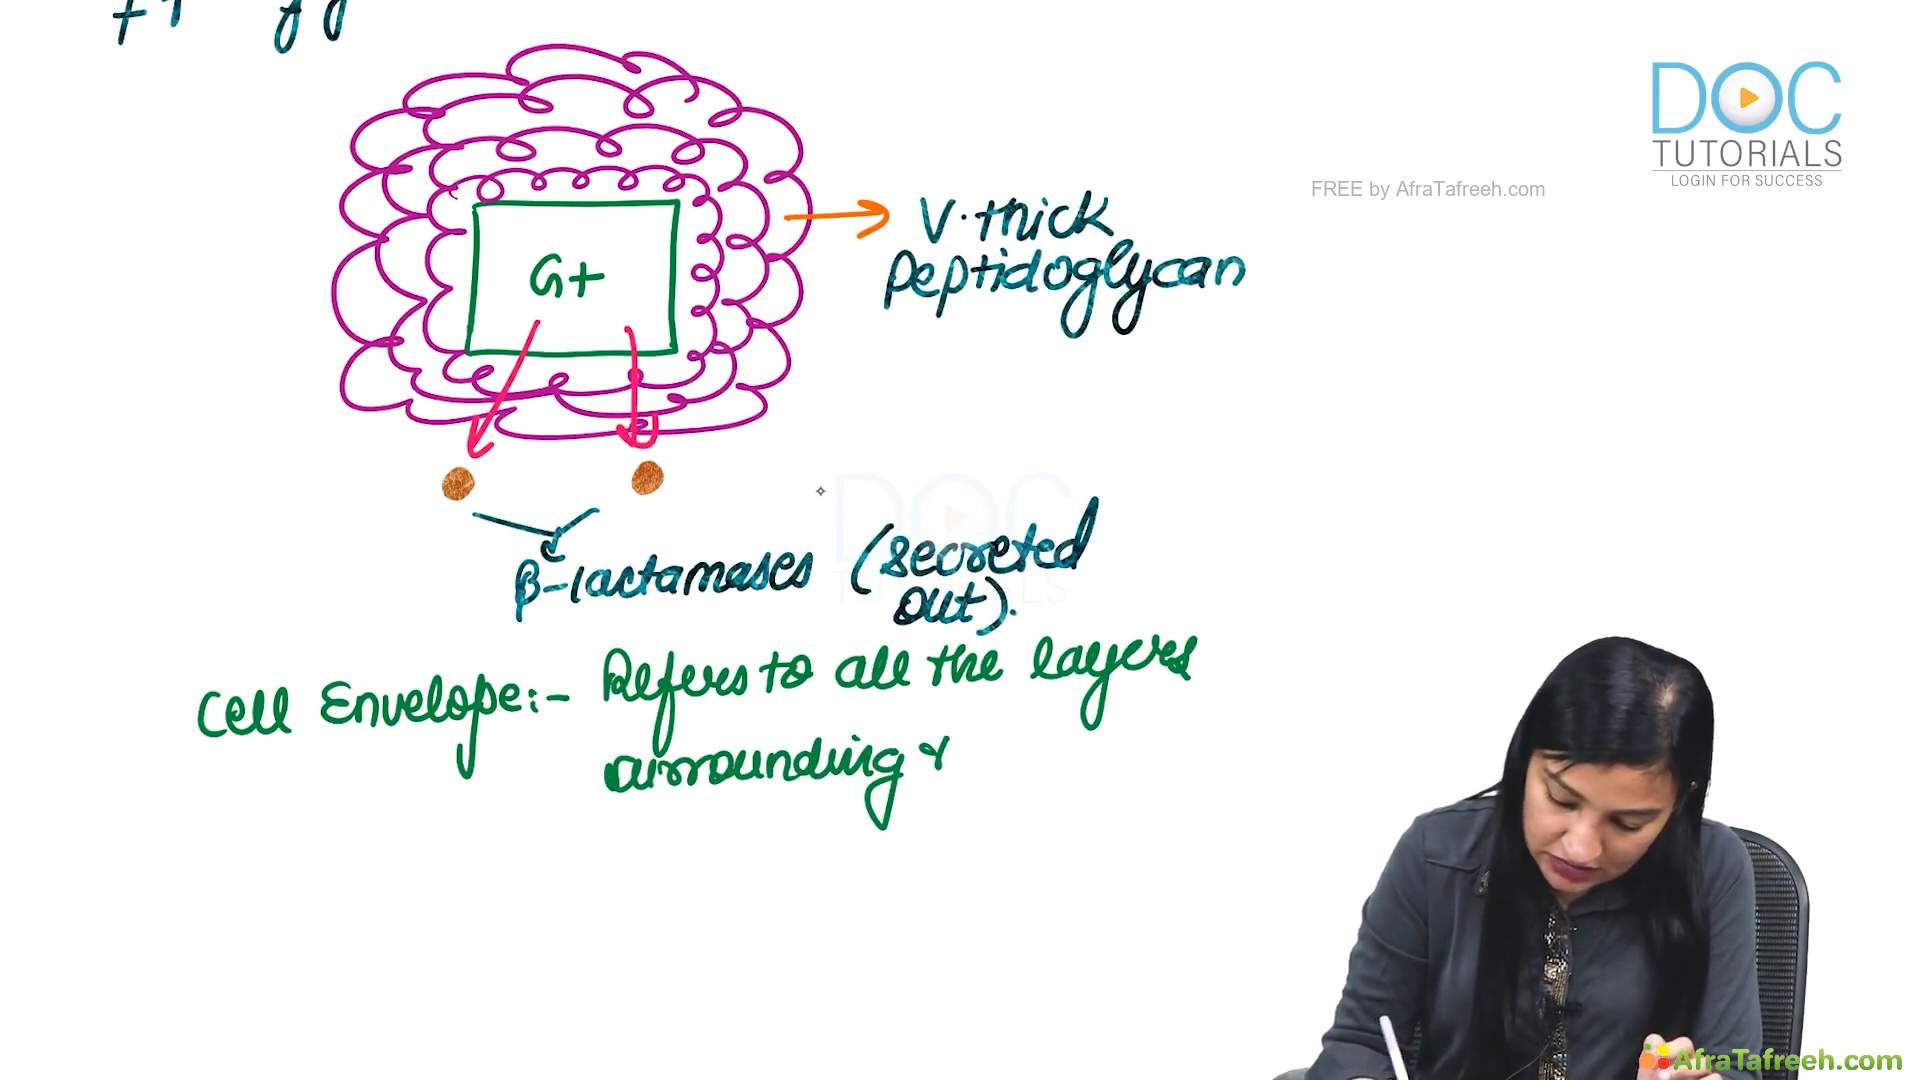 DOC
TUTORIALS
LOGIN FOR SUCCESS
FREE by AfraTafreeh.com
V. thick
peptidoglycan
G+
β-lactamases (secreted
out).
Cell Envelope:- Refers to all the layers
surrounding
AfraTafreeh.com